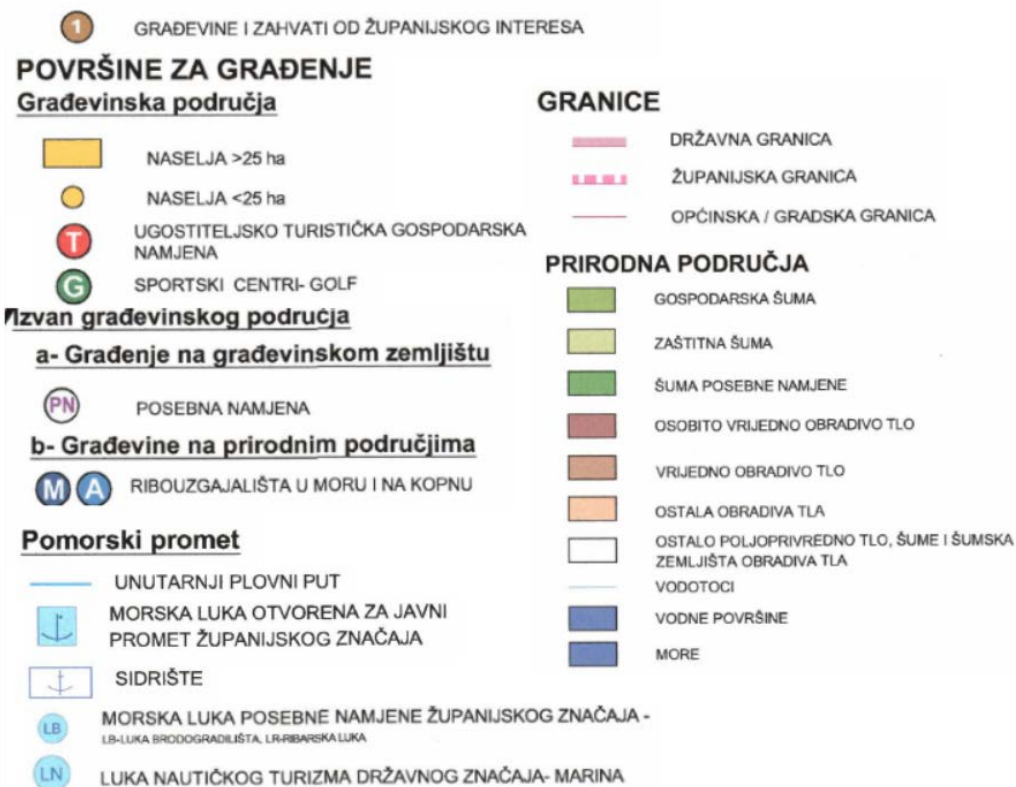 1 GRAĐEVINE I ZAHVATI OD ŽUPANIJSKOG INTERESA
POVRŠINE ZA GRAĐENJE
Građevinska područja
NASELJA >25 ha
NASELJA <25 ha
T UGOSTITELJSKO TURISTIČKA GOSPODARSKA
NAMJENA
G SPORTSKI CENTRI- GOLF
Izvan građevinskog područja
a- Građenje na građevinskom zemljištu
PN POSEBNA NAMJENA
b- Građevine na prirodnim područjima
M A RIBOUZGAJALIŠTA U MORU I NA KOPNU
Pomorski promet
UNUTARNJI PLOVNI PUT
MORSKA LUKA OTVORENA ZA JAVNI
PROMET ŽUPANIJSKOG ZNAČAJA
SIDRIŠTE
LB MORSKA LUKA POSEBNE NAMJENE ŽUPANIJSKOG ZNAČAJA -
LB-LUKA BRODOGRADILIŠTA, LR-RIBARSKA LUKA
LN LUKA NAUTIČKOG TURIZMA DRŽAVNOG ZNAČAJA- MARINA
GRANICE
DRŽAVNA GRANICA
ŽUPANIJSKA GRANICA
OPĆINSKA / GRADSKA GRANICA
PRIRODNA PODRUČJA
GOSPODARSKA ŠUMA
ZAŠTITNA ŠUMA
ŠUMA POSEBNE NAMJENE
OSOBITO VRIJEDNO OBRADIVO TLO
VRIJEDNO OBRADIVO TLO
OSTALA OBRADIVA TLA
OSTALO POLJOPRIVREDNO TLO, ŠUME I ŠUMSKA
ZEMLJIŠTA OBRADIVA TLA
VODOTOCI
VODNE POVRŠINE
MORE